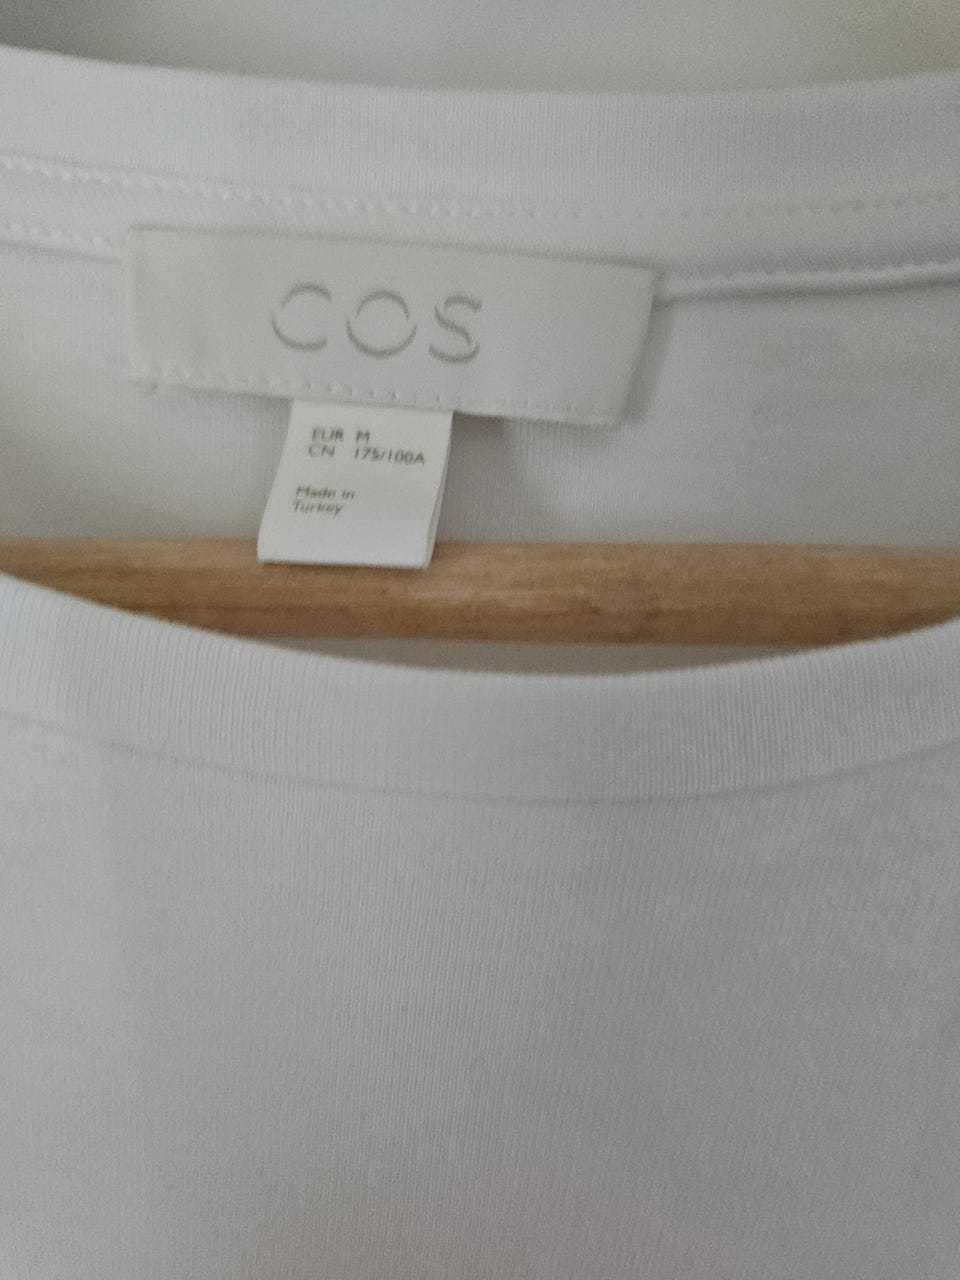 COS
EUR M
CN 175/100A
Made in
Turkey